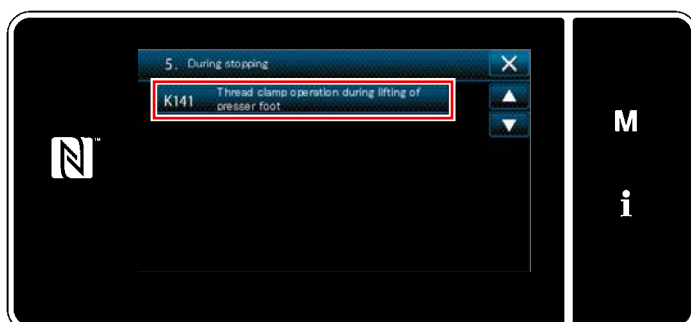 5. During stopping
K141 Thread clamp operation during lifting of
presser foot
M
i